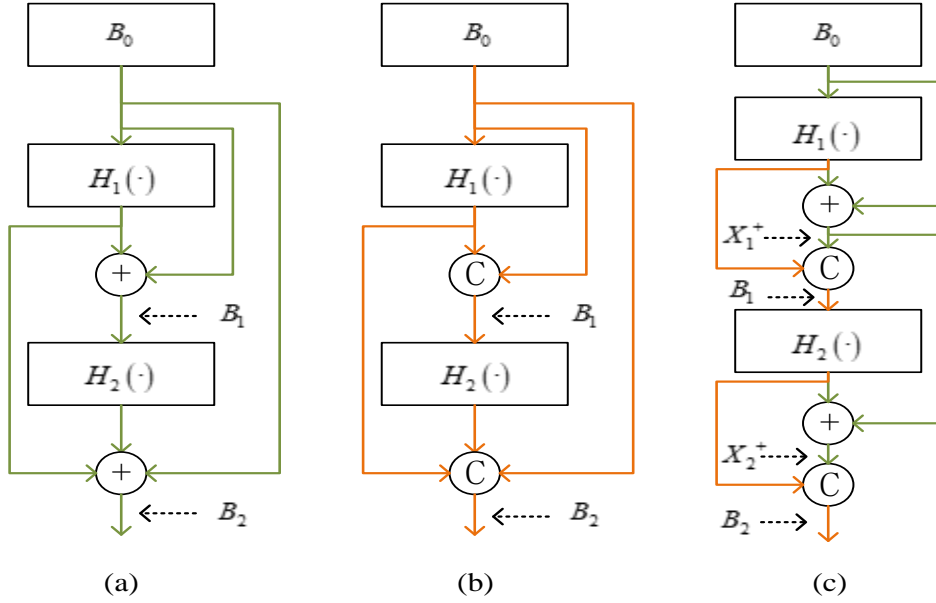 B₀
H₁(·)
+
B₁
H₂(·)
+
B₂
(a)
B₀
H₁(·)
C
B₁
H₂(·)
C
B₂
(b)
B₀
H₁(·)
+
X₁⁺
C
B₁
H₂(·)
+
X₂⁺
C
B₂
(c)